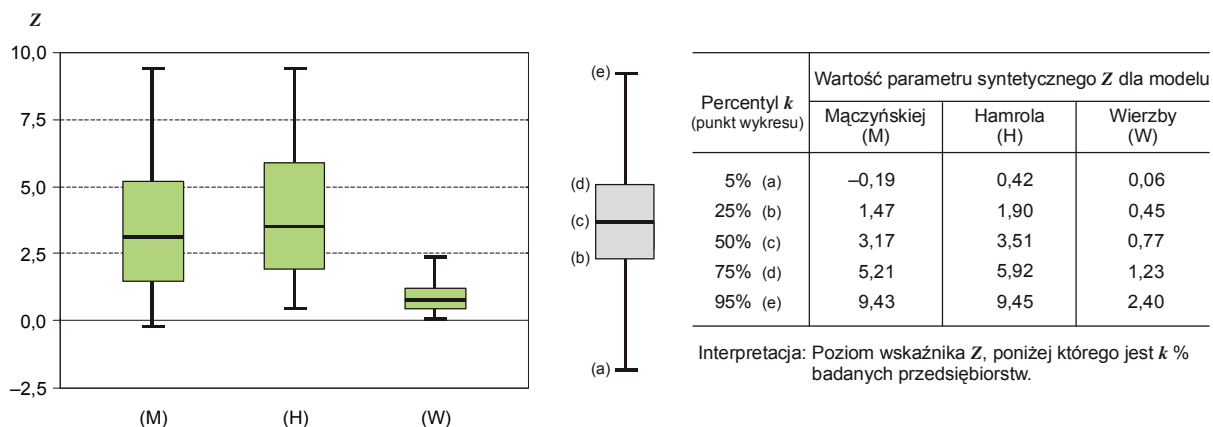 Z
10,0
7,5
5,0
2,5
0,0
–2,5
(M) (H) (W)
(e)
(d)
(c)
(b)
(a)
Percentyl k
(punkt wykresu)
Wartość parametru syntetycznego Z dla modelu
Mączyńskiej
(M)
Hamrola
(H)
Wierzby
(W)
5% (a) –0,19 0,42 0,06
25% (b) 1,47 1,90 0,45
50% (c) 3,17 3,51 0,77
75% (d) 5,21 5,92 1,23
95% (e) 9,43 9,45 2,40
Interpretacja: Poziom wskaźnika Z, poniżej którego jest k %
badanych przedsiębiorstw.